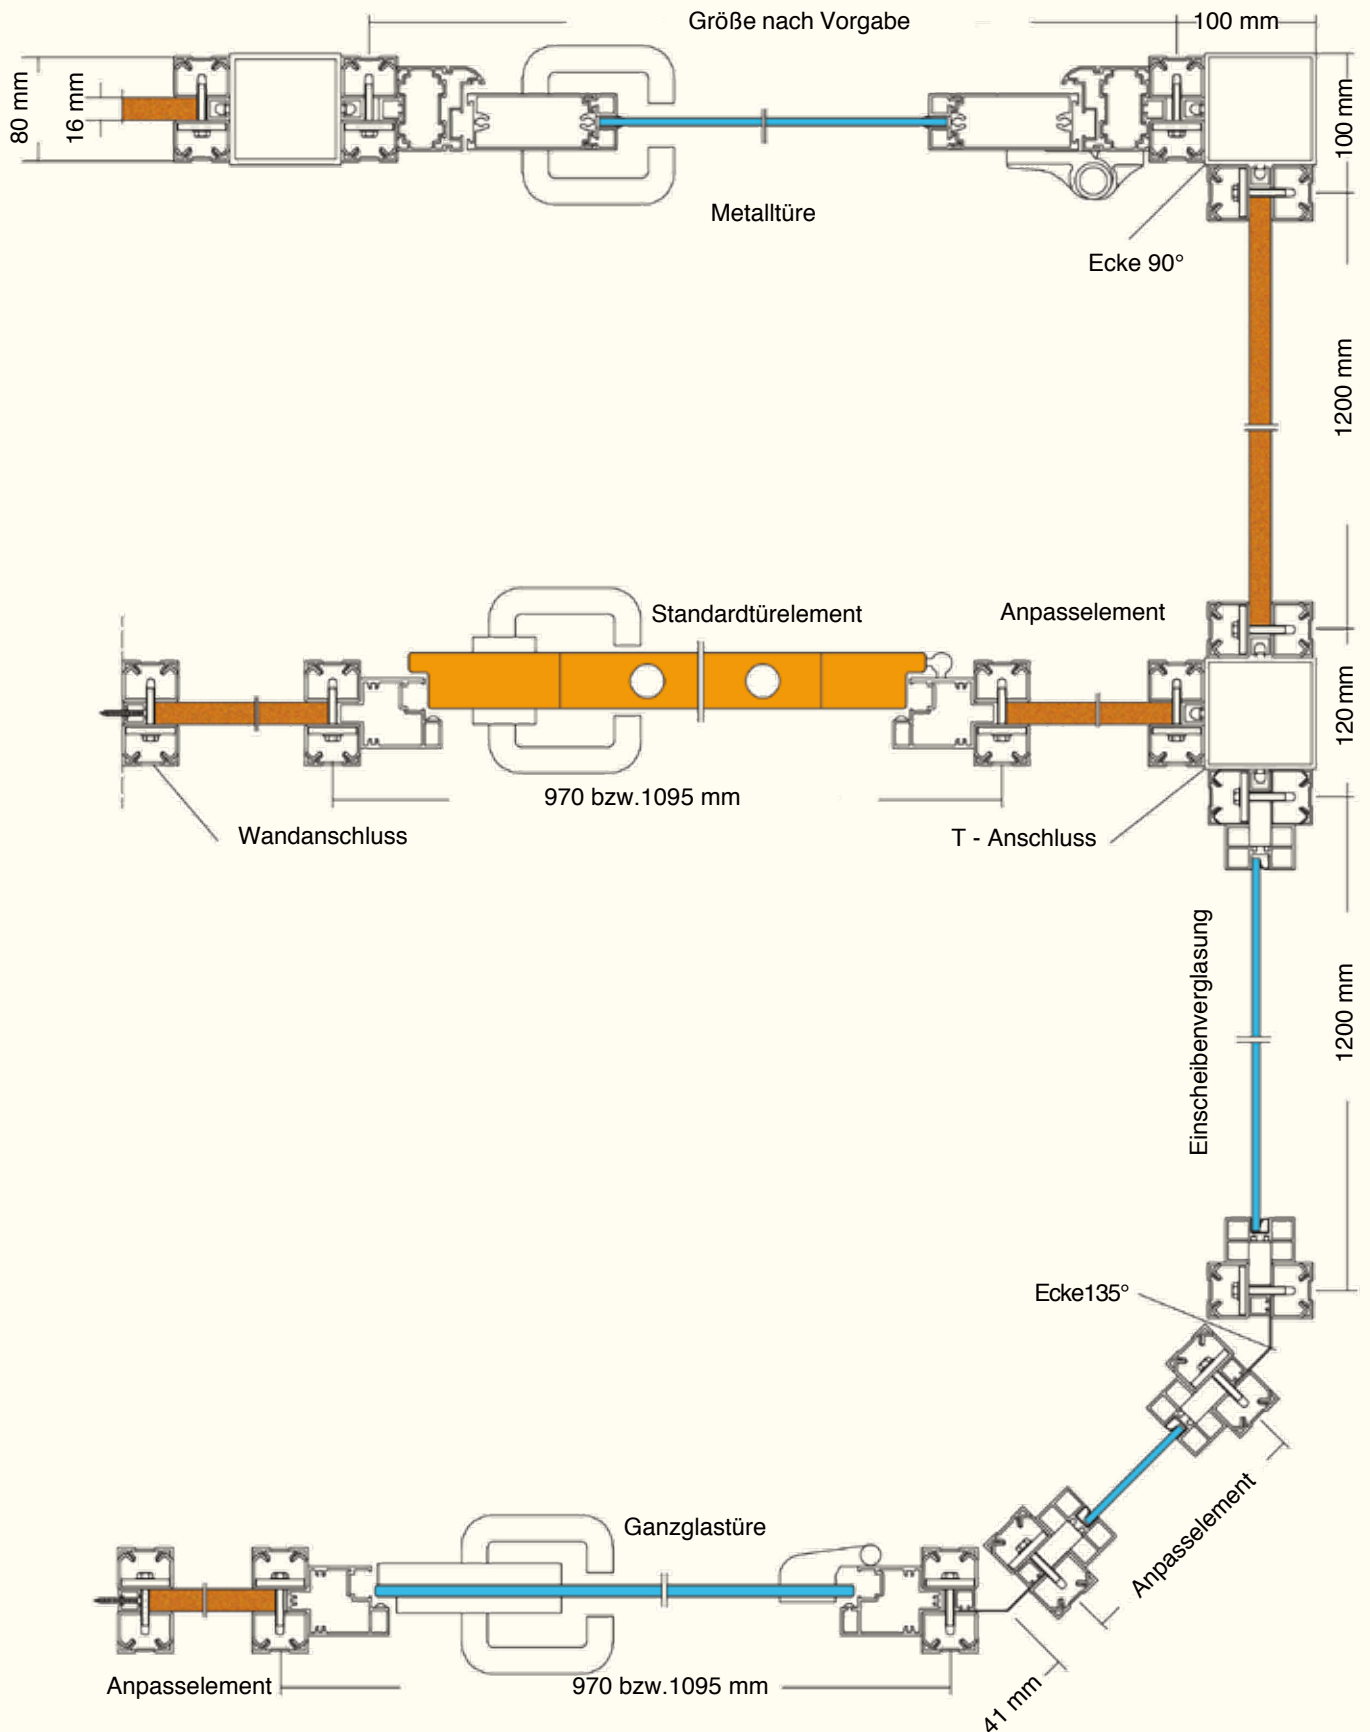 Größe nach Vorgabe
100 mm
80 mm
16 mm
100 mm
Metalltüre
Ecke 90°
1200 mm
Standardtürelement
Anpasselement
120 mm
970 bzw.1095 mm
Wandanschluss
T - Anschluss
Einscheibenverglasung
1200 mm
Ecke135°
Anpasselement
Ganzglastüre
Anpasselement
970 bzw.1095 mm
41 mm